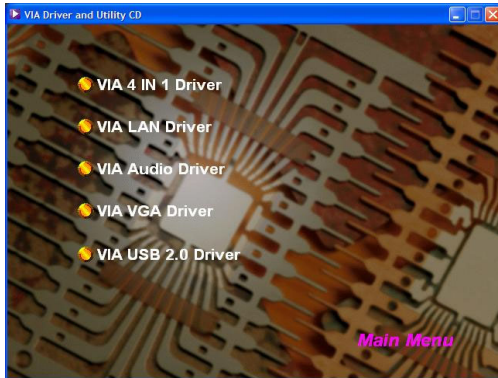 VIA Driver and Utility CD
VIA 4 IN 1 Driver
VIA LAN Driver
VIA Audio Driver
VIA VGA Driver
VIA USB 2.0 Driver
Main Menu